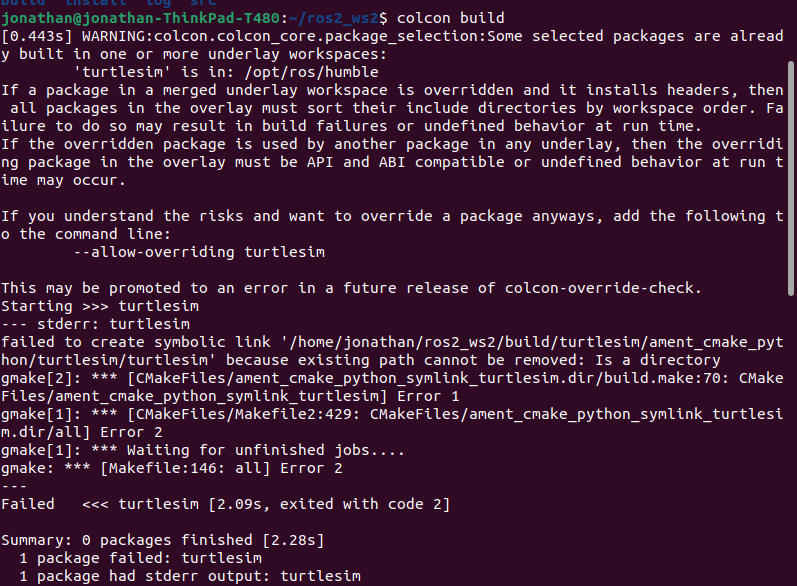 build install log src
jonathan@jonathan-ThinkPad-T480:~/ros2_ws2$ colcon build
[0.443s] WARNING:colcon.colcon_core.package_selection:Some selected packages are alread
y built in one or more underlay workspaces:
        'turtlesim' is in: /opt/ros/humble
If a package in a merged underlay workspace is overridden and it installs headers, then
 all packages in the overlay must sort their include directories by workspace order. Fa
ilure to do so may result in build failures or undefined behavior at run time.
If the overridden package is used by another package in any underlay, then the overridi
ng package in the overlay must be API and ABI compatible or undefined behavior at run t
ime may occur.

If you understand the risks and want to override a package anyways, add the following t
o the command line:
        --allow-overriding turtlesim

This may be promoted to an error in a future release of colcon-override-check.
Starting >>> turtlesim
--- stderr: turtlesim
failed to create symbolic link '/home/jonathan/ros2_ws2/build/turtlesim/ament_cmake_pyt
hon/turtlesim/turtlesim' because existing path cannot be removed: Is a directory
gmake[2]: *** [CMakeFiles/ament_cmake_python_symlink_turtlesim.dir/build.make:70: CMake
Files/ament_cmake_python_symlink_turtlesim] Error 1
gmake[1]: *** [CMakeFiles/Makefile2:429: CMakeFiles/ament_cmake_python_symlink_turtlesi
m.dir/all] Error 2
gmake[1]: *** Waiting for unfinished jobs....
gmake: *** [Makefile:146: all] Error 2
---
Failed   <<< turtlesim [2.09s, exited with code 2]

Summary: 0 packages finished [2.28s]
  1 package failed: turtlesim
  1 package had stderr output: turtlesim